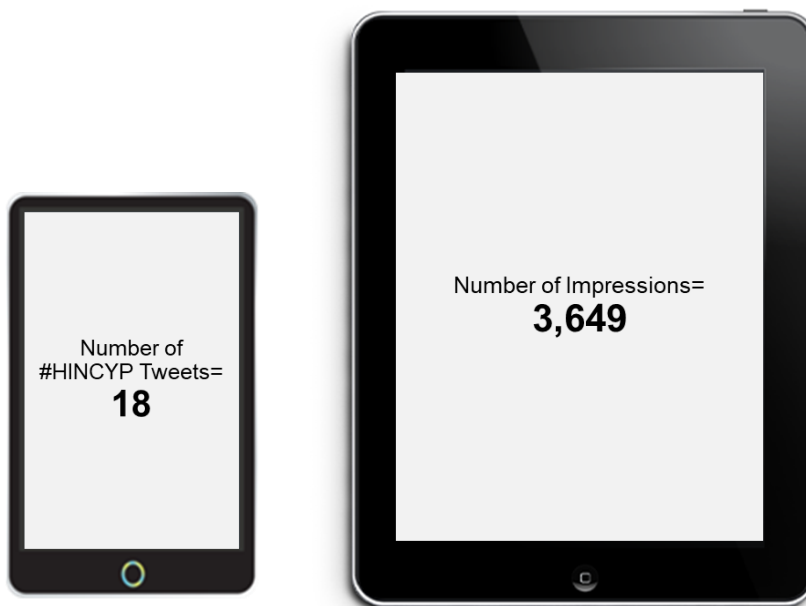 Number of
#HINCYP Tweets=
18
Number of Impressions=
3,649